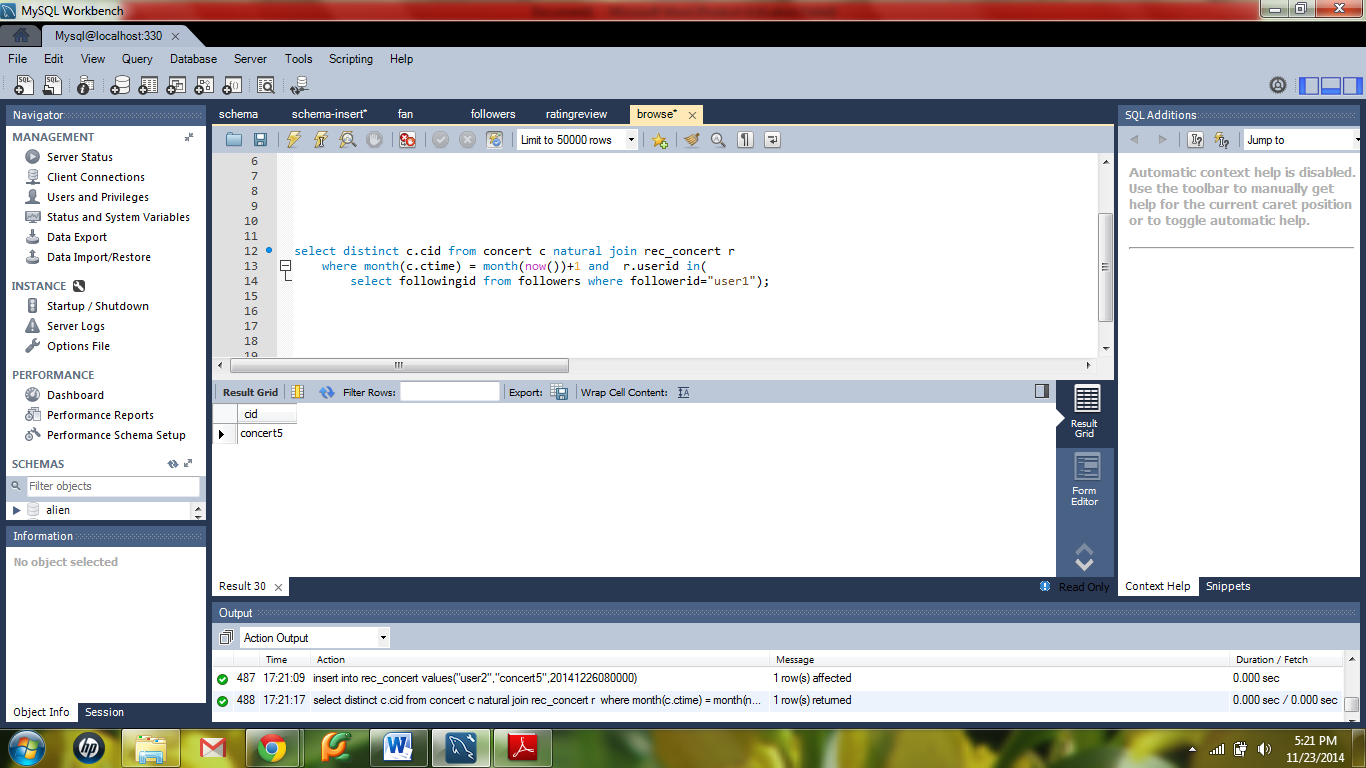 MySQL Workbench
Mysql@localhost:330
File Edit View Query Database Server Tools Scripting Help
Navigator
MANAGEMENT
Server Status
Client Connections
Users and Privileges
Status and System Variables
Data Export
Data Import/Restore
INSTANCE
Startup / Shutdown
Server Logs
Options File
PERFORMANCE
Dashboard
Performance Reports
Performance Schema Setup
SCHEMAS
Filter objects
alien
Information
No object selected
Object Info Session
schema schema-insert* fan followers ratingreview browse*
Limit to 50000 rows
6
7
8
9
10
11
12 select distinct c.cid from concert c natural join rec_concert r
13 where month(c.ctime) = month(now())+1 and r.userid in(
14 select followingid from followers where followerid="user1");
15
16
17
18
19
Result Grid Filter Rows: Export: Wrap Cell Content:
cid
concert5
Result Grid
Form Editor
Result 30
Read Only
SQL Additions
Jump to
Automatic context help is disabled.
Use the toolbar to manually get
help for the current caret position
or to toggle automatic help.
Context Help Snippets
Output
Action Output
Time Action Message Duration / Fetch
487 17:21:09 insert into rec_concert values("user2","concert5",20141226080000) 1 row(s) affected 0.000 sec
488 17:21:17 select distinct c.cid from concert c natural join rec_concert r where month(c.ctime) = month(n... 1 row(s) returned 0.000 sec / 0.000 sec
5:21 PM
11/23/2014